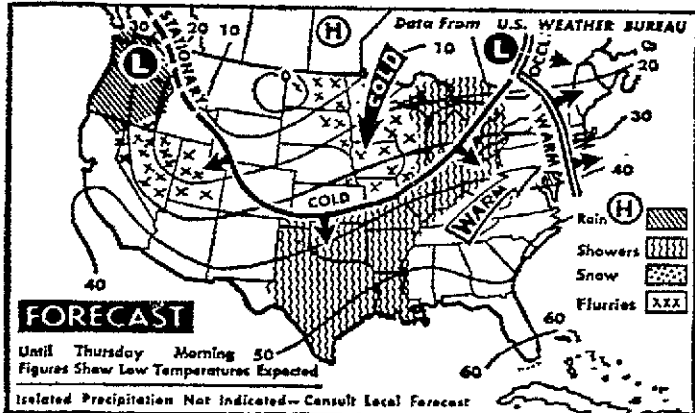 Data From U.S. WEATHER BUREAU
30
20
10
STATIONARY
H
10
COLD
L
L
OCCL
0
20
30
40
WARM
COLD
WARM
H
Rain
Showers
Snow
Flurries
40
FORECAST
Until Thursday Morning
Figures Show Low Temperatures Expected
50
60
60
Isolated Precipitation Not Indicated—Consult Local Forecast